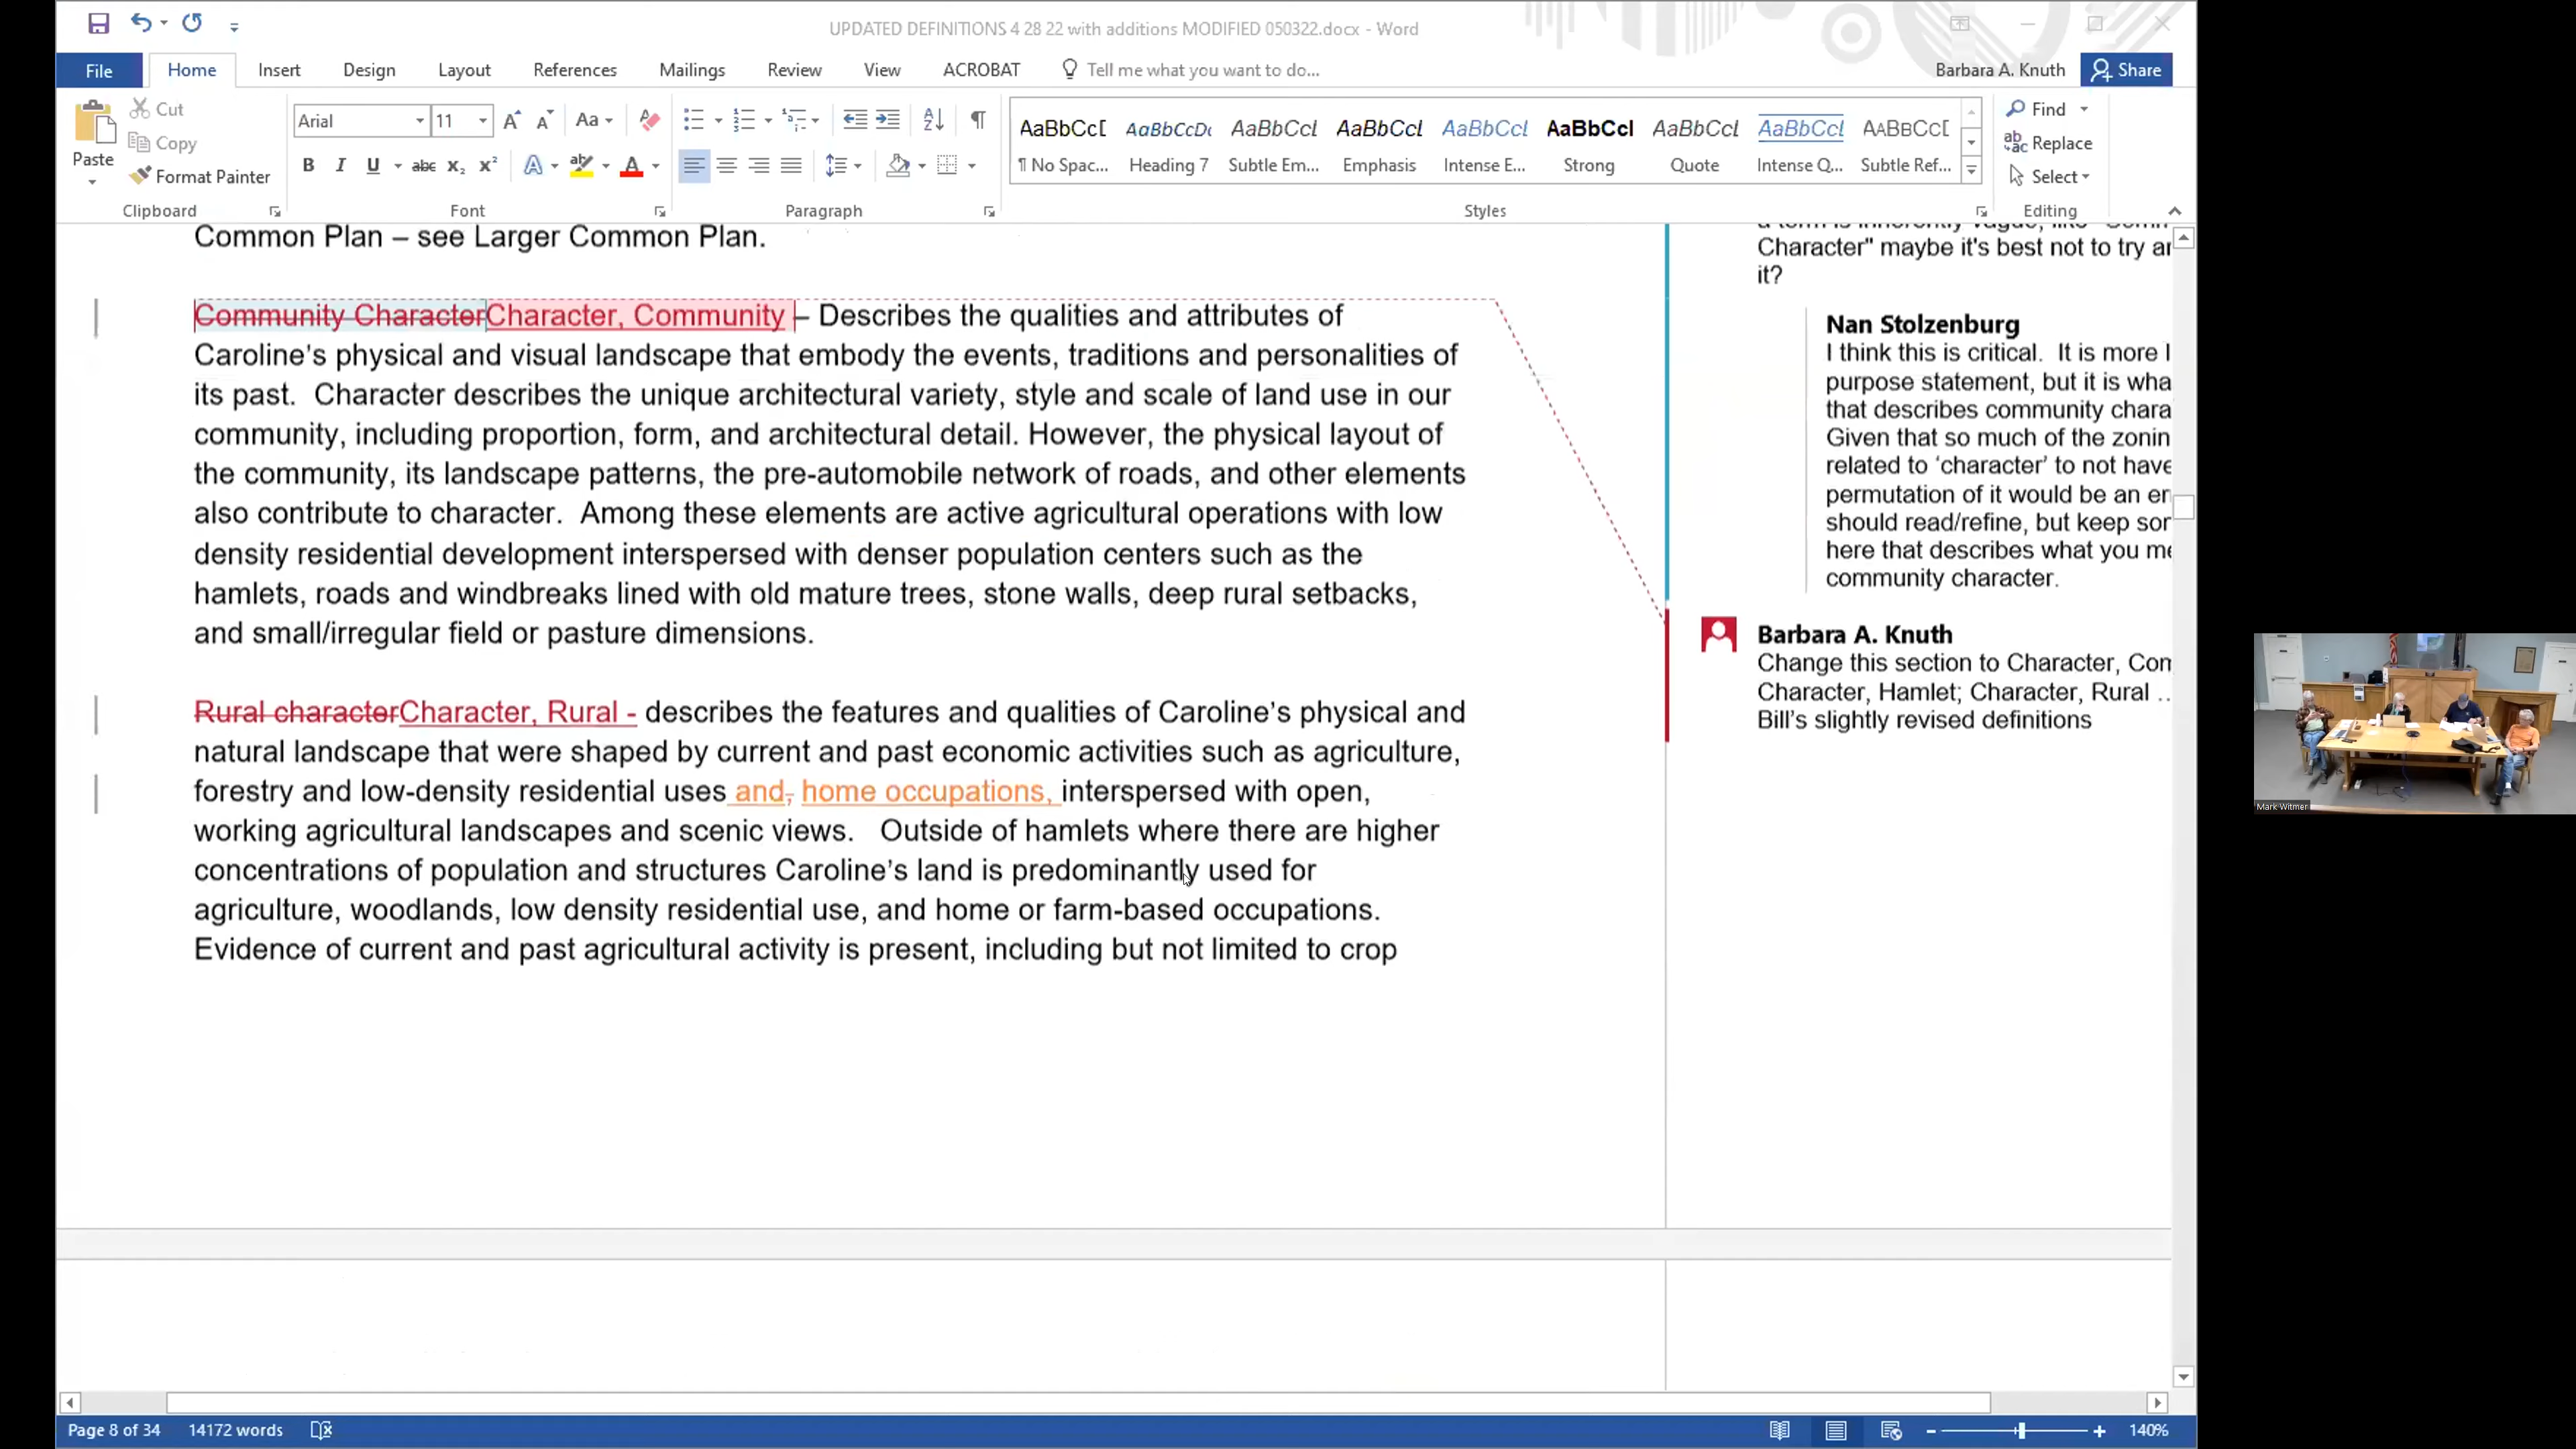 UPDATED DEFINITIONS 4 28 22 with additions MODIFIED 050322.docx - Word
File Home Insert Design Layout References Mailings Review View ACROBAT Tell me what you want to do... Barbara A. Knuth Share
Paste
Cut
Copy
Format Painter
Clipboard
Arial 11
Aa
B I U abc X₂ X² A A
Font
Paragraph
AaBbCcD AaBbCcDc AaBbCcL AaBbCcL AaBbCcL AaBbCcl AaBbCcL AaBbCcL AABBCCD
¶ No Spac... Heading 7 Subtle Em... Emphasis Intense E... Strong Quote Intense Q... Subtle Ref...
Styles
Find
Replace
Select
Editing
Common Plan – see Larger Common Plan.
Community CharacterCharacter, Community – Describes the qualities and attributes of
Caroline’s physical and visual landscape that embody the events, traditions and personalities of
its past.  Character describes the unique architectural variety, style and scale of land use in our
community, including proportion, form, and architectural detail. However, the physical layout of
the community, its landscape patterns, the pre-automobile network of roads, and other elements
also contribute to character.  Among these elements are active agricultural operations with low
density residential development interspersed with denser population centers such as the
hamlets, roads and windbreaks lined with old mature trees, stone walls, deep rural setbacks,
and small/irregular field or pasture dimensions.
Rural characterCharacter, Rural - describes the features and qualities of Caroline’s physical and
natural landscape that were shaped by current and past economic activities such as agriculture,
forestry and low-density residential uses and, home occupations, interspersed with open,
working agricultural landscapes and scenic views.   Outside of hamlets where there are higher
concentrations of population and structures Caroline’s land is predominantly used for
agriculture, woodlands, low density residential use, and home or farm-based occupations.
Evidence of current and past agricultural activity is present, including but not limited to crop
Character" maybe it's best not to try
it?
Nan Stolzenburg
I think this is critical.  It is more
purpose statement, but it is
that describes community
Given that so much of the
related to ‘character’ to not have
permutation of it would be an
should read/refine, but keep
here that describes what you
community character.
Barbara A. Knuth
Change this section to Character,
Character, Hamlet; Character, Rural ...
Bill’s slightly revised definitions
Mark Witmer
Page 8 of 34 14172 words 140%